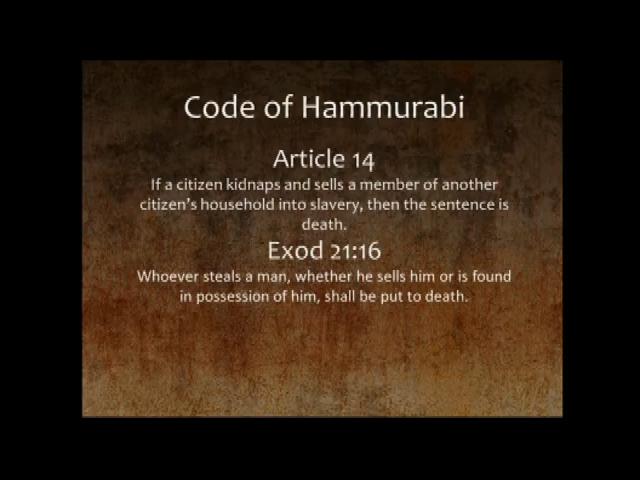 Code of Hammurabi
Article 14
If a citizen kidnaps and sells a member of another
citizen's household into slavery, then the sentence is
death.
Exod 21:16
Whoever steals a man, whether he sells him or is found
in possession of him, shall be put to death.